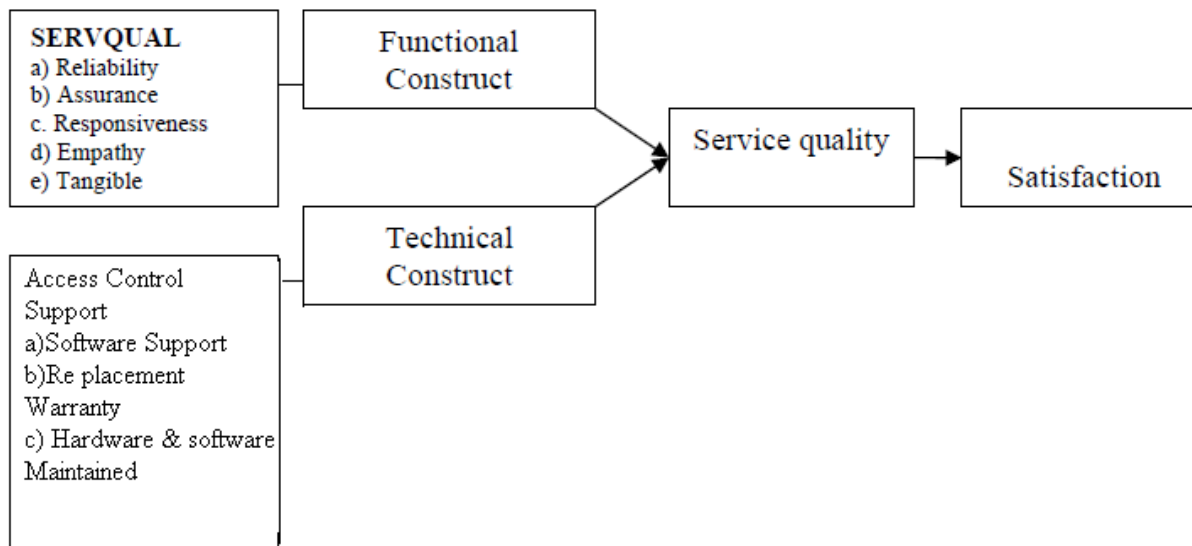 SERVQUAL
a) Reliability
b) Assurance
c. Responsiveness
d) Empathy
e) Tangible
Functional
Construct
Service quality
Satisfaction
Technical
Construct
Access Control
Support
a)Software Support
b)Re placement
Warranty
c) Hardware & software
Maintained